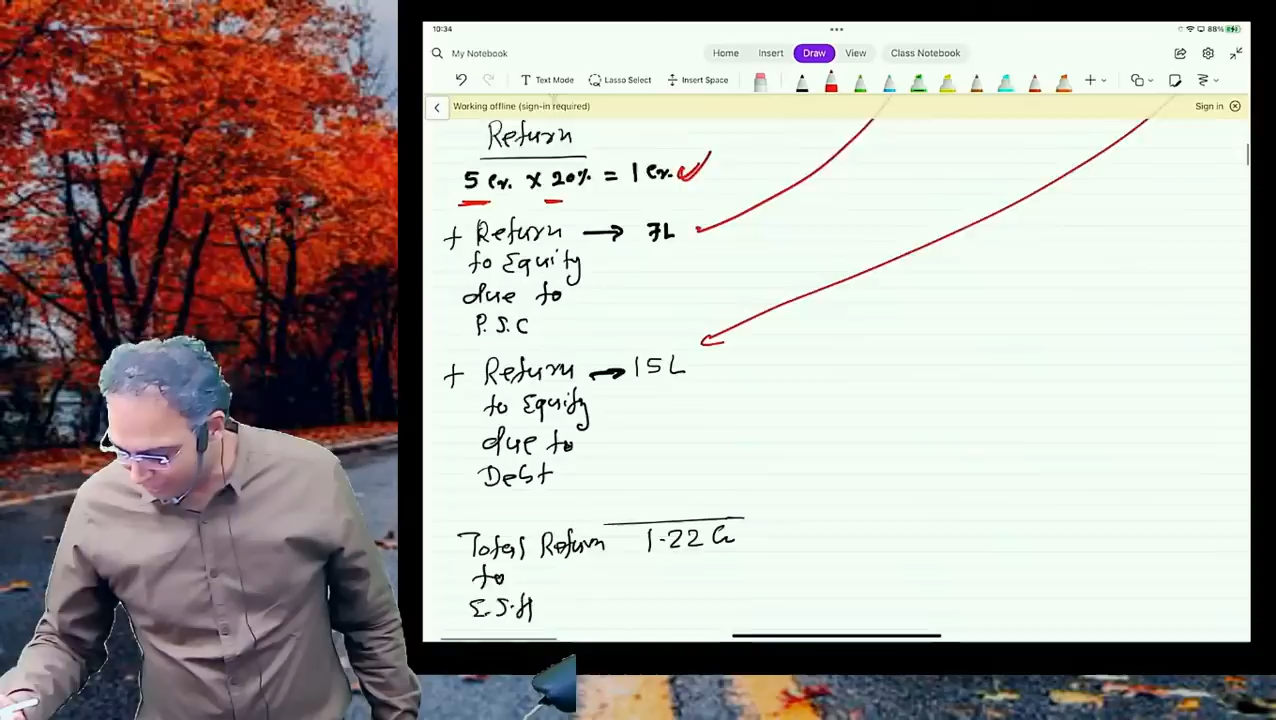 10:34
88%
My Notebook
Home Insert Draw View Class Notebook
Text Mode Lasso Select Insert Space
Working offline (sign-in required) Sign in
Return
5 Cr. x 20% = 1 Cr.
+ Return → 7L
to Equity
due to
P.S.C
+ Return → 15L
to Equity
due to
Debt
Total Return 1.22 Cr
to
E.S.H